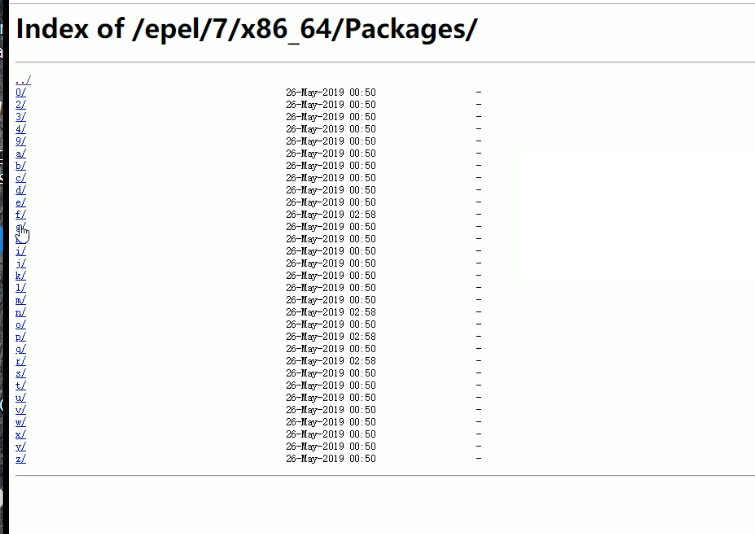 Index of /epel/7/x86_64/Packages/
../
0/ 26-May-2019 00:50 -
2/ 26-May-2019 00:50 -
3/ 26-May-2019 00:50 -
4/ 26-May-2019 00:50 -
9/ 26-May-2019 00:50 -
a/ 26-May-2019 00:50 -
b/ 26-May-2019 00:50 -
c/ 26-May-2019 00:50 -
d/ 26-May-2019 00:50 -
e/ 26-May-2019 00:50 -
f/ 26-May-2019 02:58 -
26-May-2019 00:50 -
26-May-2019 00:50 -
i/ 26-May-2019 00:50 -
j/ 26-May-2019 00:50 -
k/ 26-May-2019 00:50 -
l/ 26-May-2019 00:50 -
m/ 26-May-2019 00:50 -
n/ 26-May-2019 02:58 -
o/ 26-May-2019 00:50 -
p/ 26-May-2019 02:58 -
q/ 26-May-2019 00:50 -
r/ 26-May-2019 02:58 -
s/ 26-May-2019 00:50 -
t/ 26-May-2019 00:50 -
u/ 26-May-2019 00:50 -
v/ 26-May-2019 00:50 -
w/ 26-May-2019 00:50 -
x/ 26-May-2019 00:50 -
y/ 26-May-2019 00:50 -
z/ 26-May-2019 00:50 -